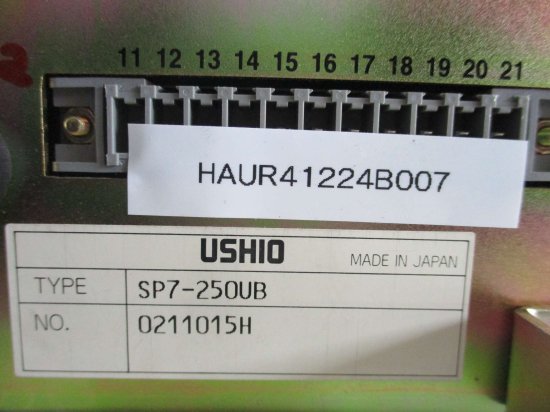 11 12 13 14 15 16 17 18 19 20 21
HAUR41224B007
USHIO MADE IN JAPAN
TYPE SP7-250UB
NO. 0211015H